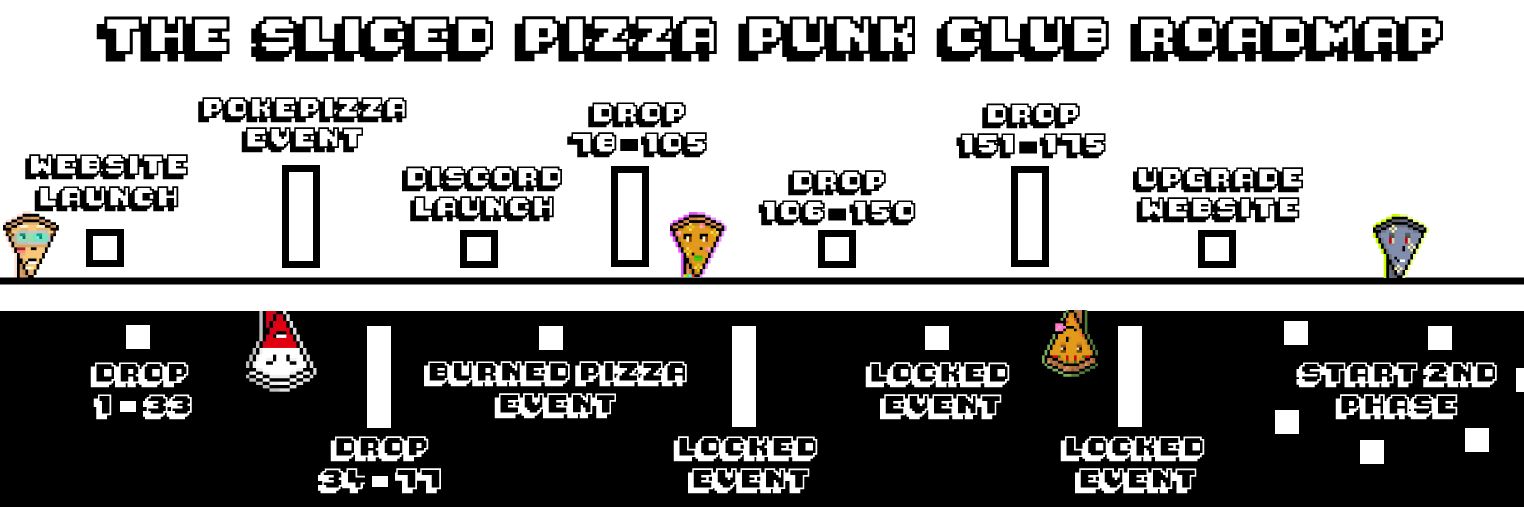 THE SLICED PIZZA PUNK CLUB ROADMAP
WEBSITE
LAUNCH
POKEPIZZA
EVENT
DISCORD
LAUNCH
DROP
78-105
DROP
106-150
DROP
151-175
UPGRADE
WEBSITE
DROP
1-33
DROP
34-77
BURNED PIZZA
EVENT
LOCKED
EVENT
LOCKED
EVENT
LOCKED
EVENT
START 2ND
PHASE